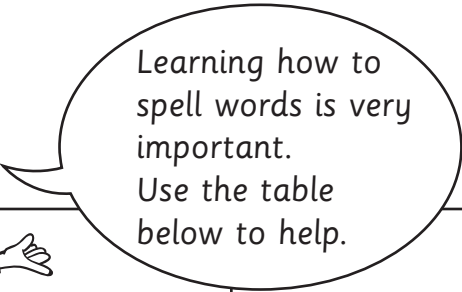 Learning how to
spell words is very
important.
Use the table
below to help.